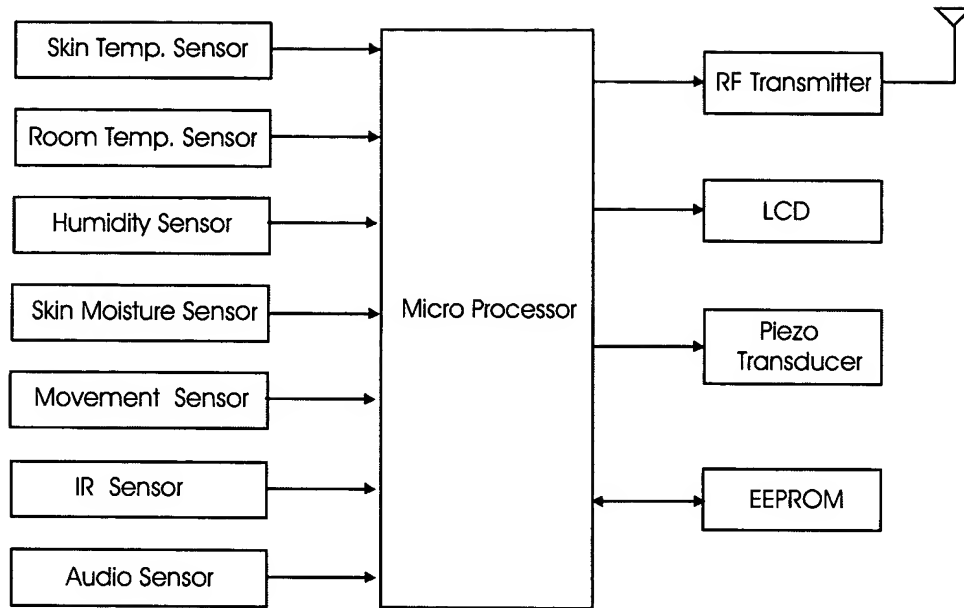 Skin Temp. Sensor
Room Temp. Sensor
Humidity Sensor
Skin Moisture Sensor
Movement Sensor
IR Sensor
Audio Sensor
Micro Processor
RF Transmitter
LCD
Piezo
Transducer
EEPROM